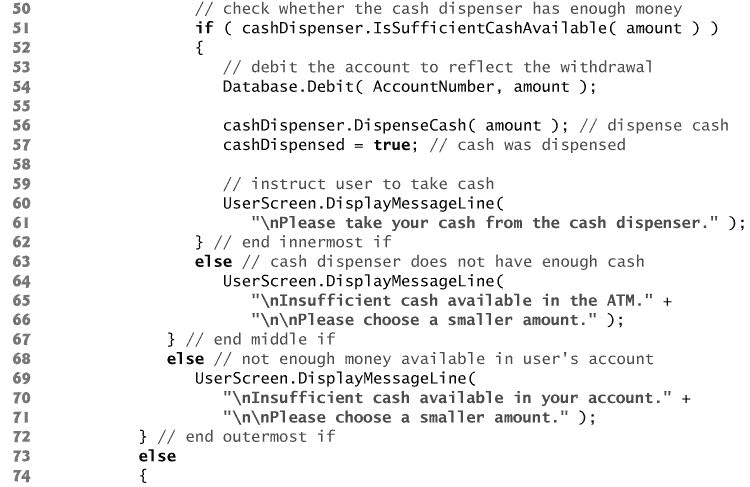 50 // check whether the cash dispenser has enough money
51 if ( cashDispenser.IsSufficientCashAvailable( amount ) )
52 {
53 // debit the account to reflect the withdrawal
54 Database.Debit( AccountNumber, amount );
55
56 cashDispenser.DispenseCash( amount ); // dispense cash
57 cashDispensed = true; // cash was dispensed
58
59 // instruct user to take cash
60 UserScreen.DisplayMessageLine(
61 "\nPlease take your cash from the cash dispenser." );
62 } // end innermost if
63 else // cash dispenser does not have enough cash
64 UserScreen.DisplayMessageLine(
65 "\nInsufficient cash available in the ATM." +
66 "\n\nPlease choose a smaller amount." );
67 } // end middle if
68 else // not enough money available in user's account
69 UserScreen.DisplayMessageLine(
70 "\nInsufficient cash available in your account." +
71 "\n\nPlease choose a smaller amount." );
72 } // end outermost if
73 else
74 {